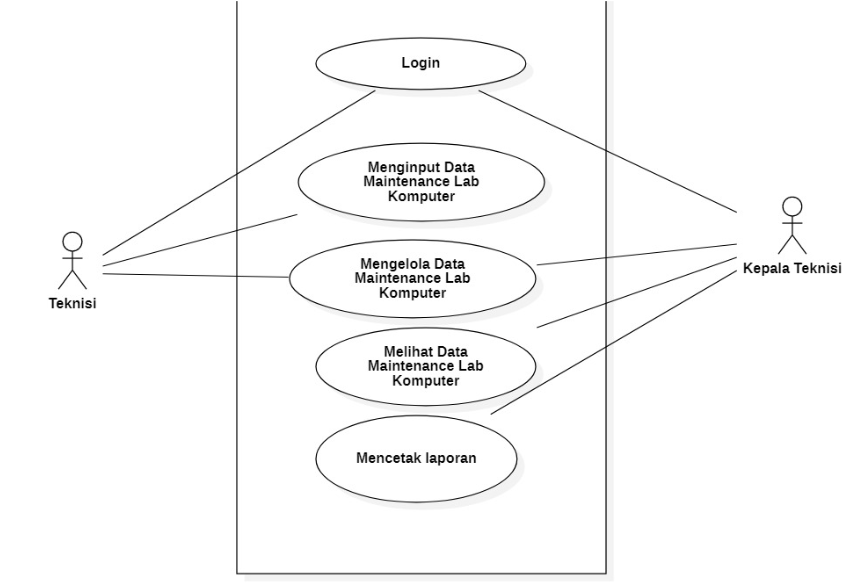 Login
Menginput Data
Maintenance Lab
Komputer
Mengelola Data
Maintenance Lab
Komputer
Teknisi
Kepala Teknisi
Melihat Data
Maintenance Lab
Komputer
Mencetak laporan